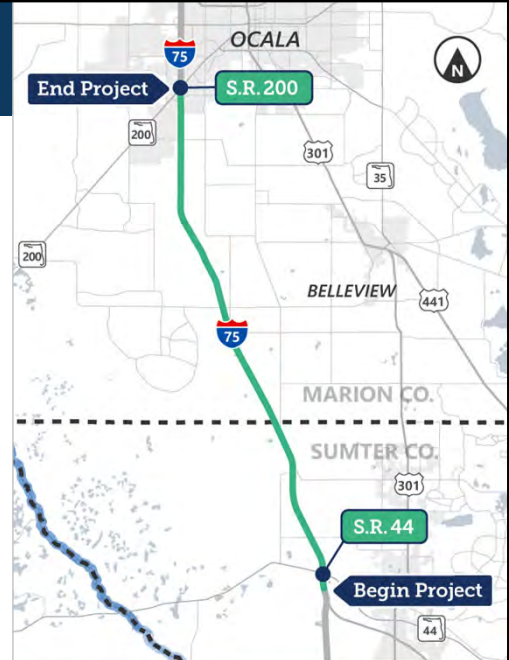 75
OCALA
N
End Project
S.R. 200
200
301
35
200
BELLEVIEW
441
75
MARION CO.
SUMTER CO.
301
S.R. 44
Begin Project
44